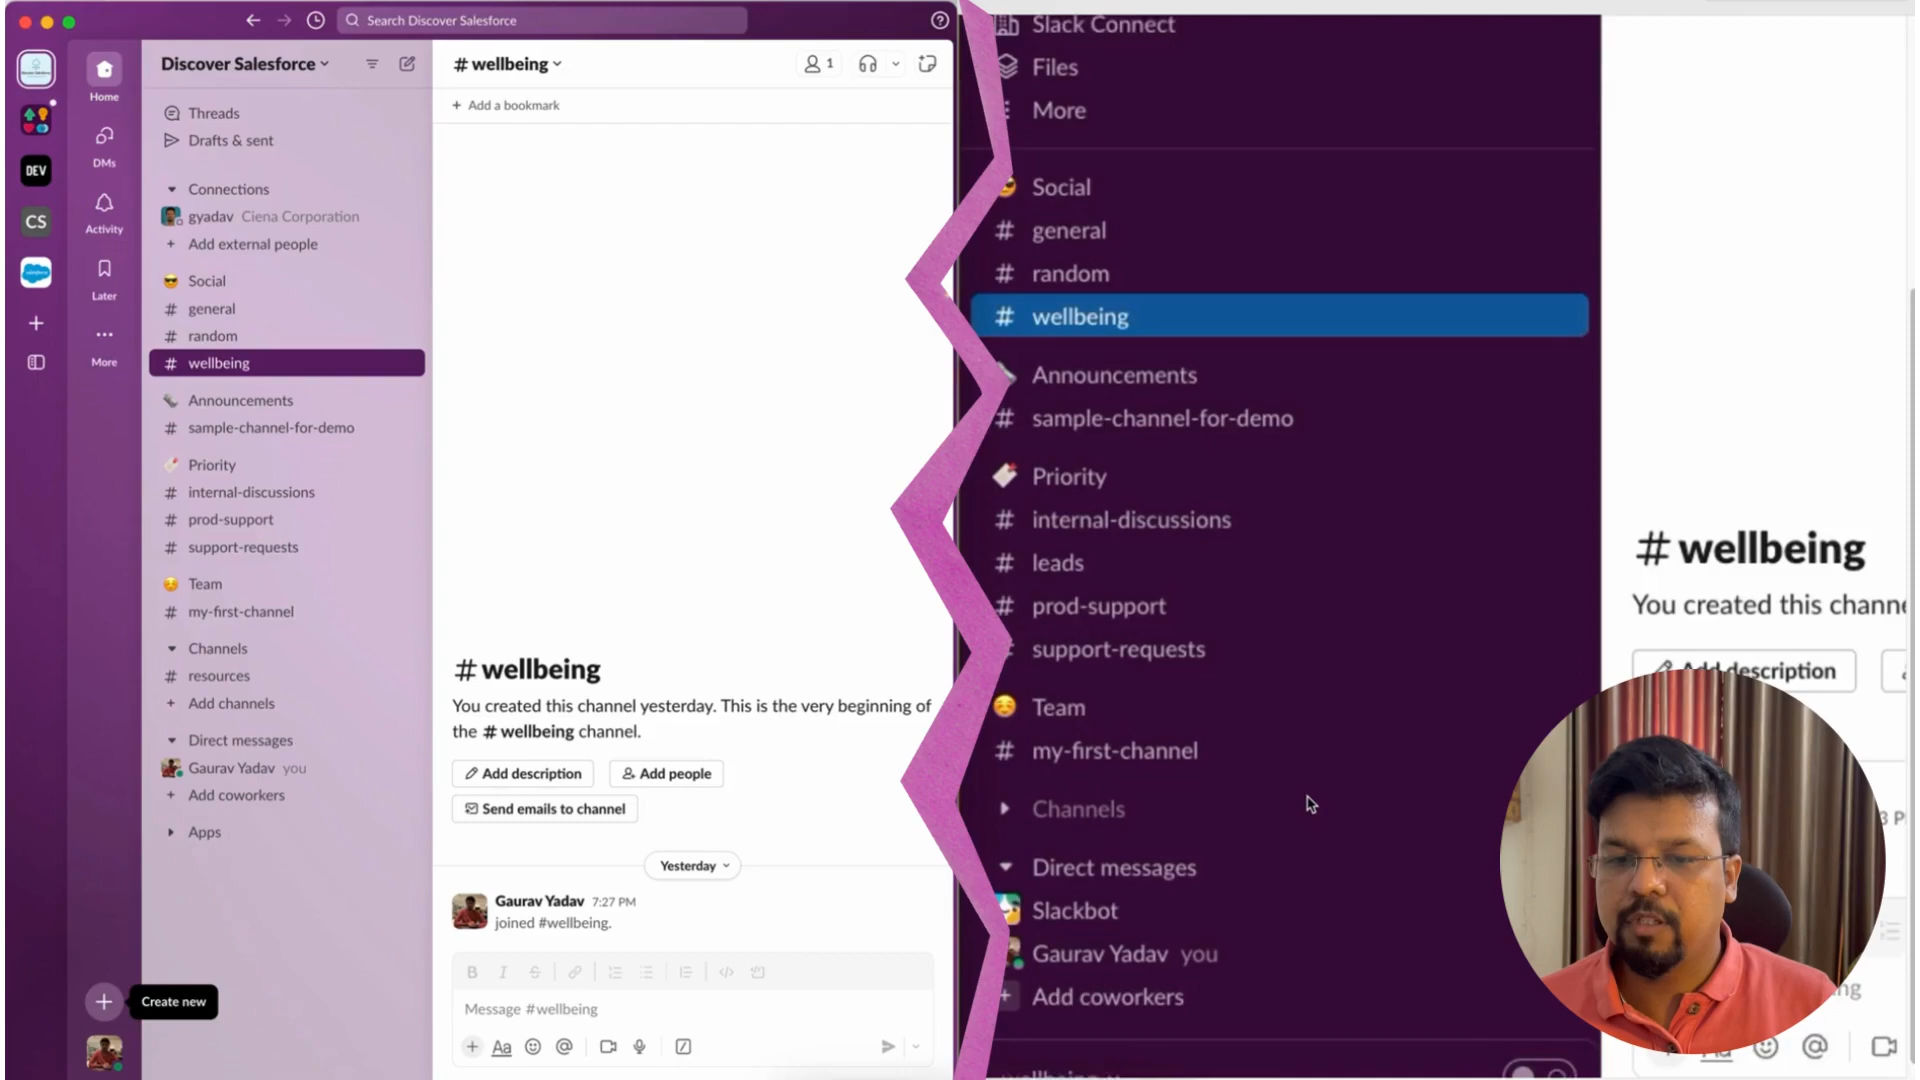 Search Discover Salesforce
Discover Salesforce
Home
DMs
Activity
Later
More
DEV
CS
Threads
Drafts & sent
Connections
gyadav Ciena Corporation
+ Add external people
Social
# general
# random
# wellbeing
Announcements
# sample-channel-for-demo
Priority
# internal-discussions
# prod-support
# support-requests
Team
# my-first-channel
Channels
# resources
+ Add channels
Direct messages
Gaurav Yadav you
+ Add coworkers
Apps
Create new
# wellbeing
1
+ Add a bookmark
# wellbeing
You created this channel yesterday. This is the very beginning of
the # wellbeing channel.
Add description
Add people
Send emails to channel
Yesterday
Gaurav Yadav 7:27 PM
joined #wellbeing.
Message #wellbeing
Aa
Slack Connect
Files
More
Social
# general
# random
# wellbeing
Announcements
# sample-channel-for-demo
Priority
# internal-discussions
# leads
# prod-support
support-requests
Team
# my-first-channel
Channels
Direct messages
Slackbot
Gaurav Yadav you
+ Add coworkers
# wellbeing
You created this
description